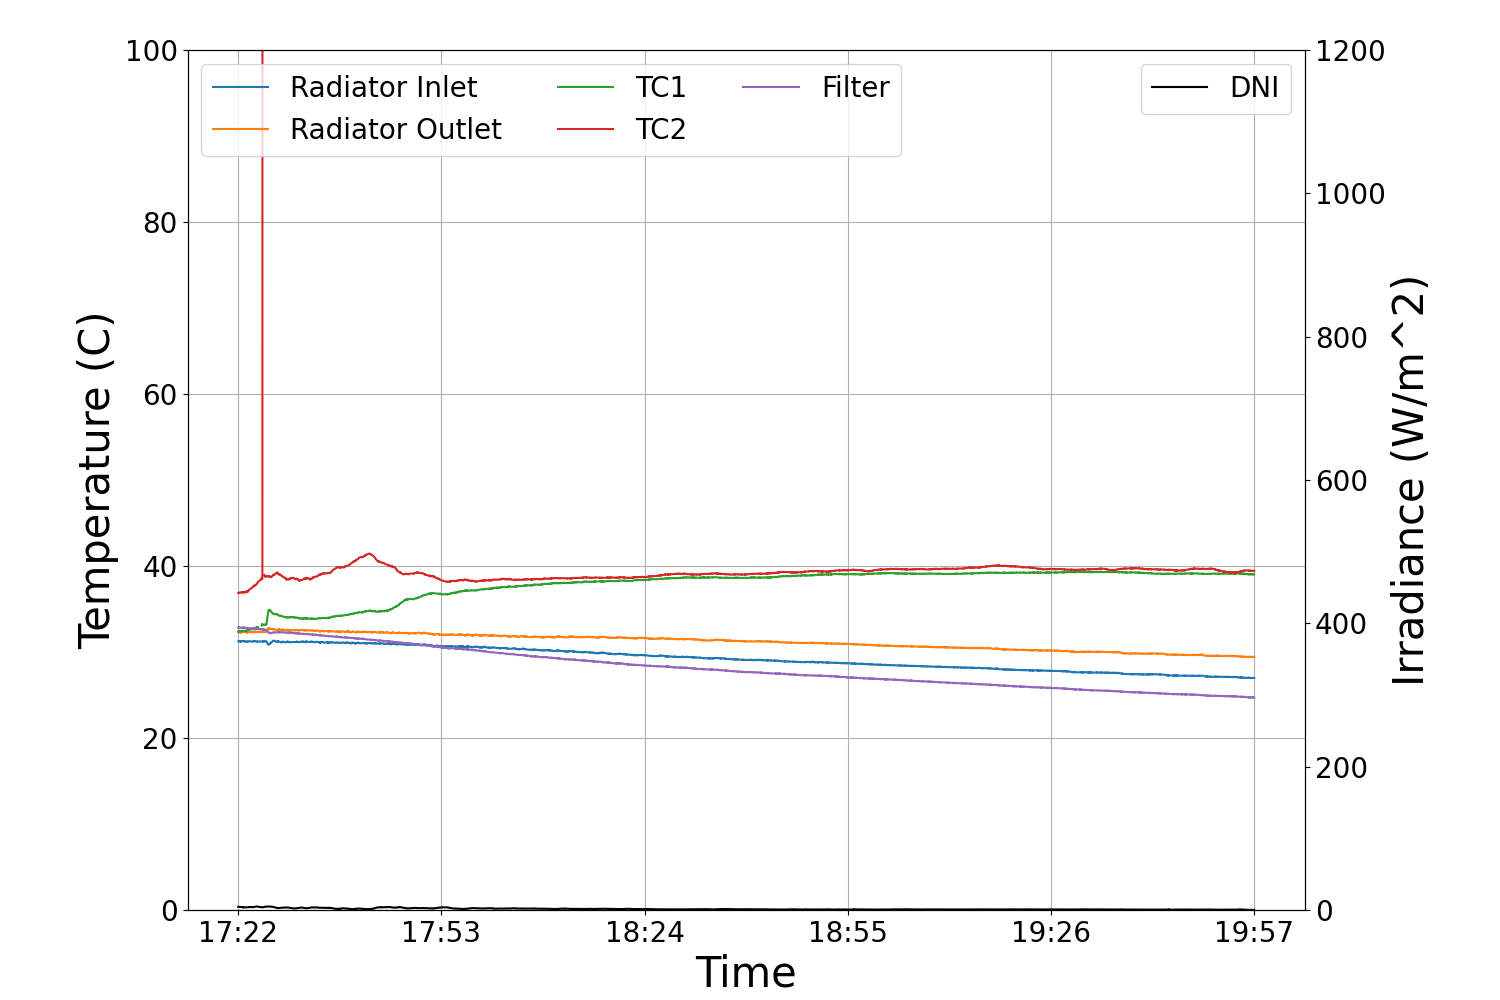 100
80
60
40
20
0
Temperature (C)
Radiator Inlet
Radiator Outlet
TC1
TC2
Filter
DNI
1200
1000
800
600
400
200
0
Irradiance (W/m^2)
17:22
17:53
18:24
18:55
19:26
19:57
Time